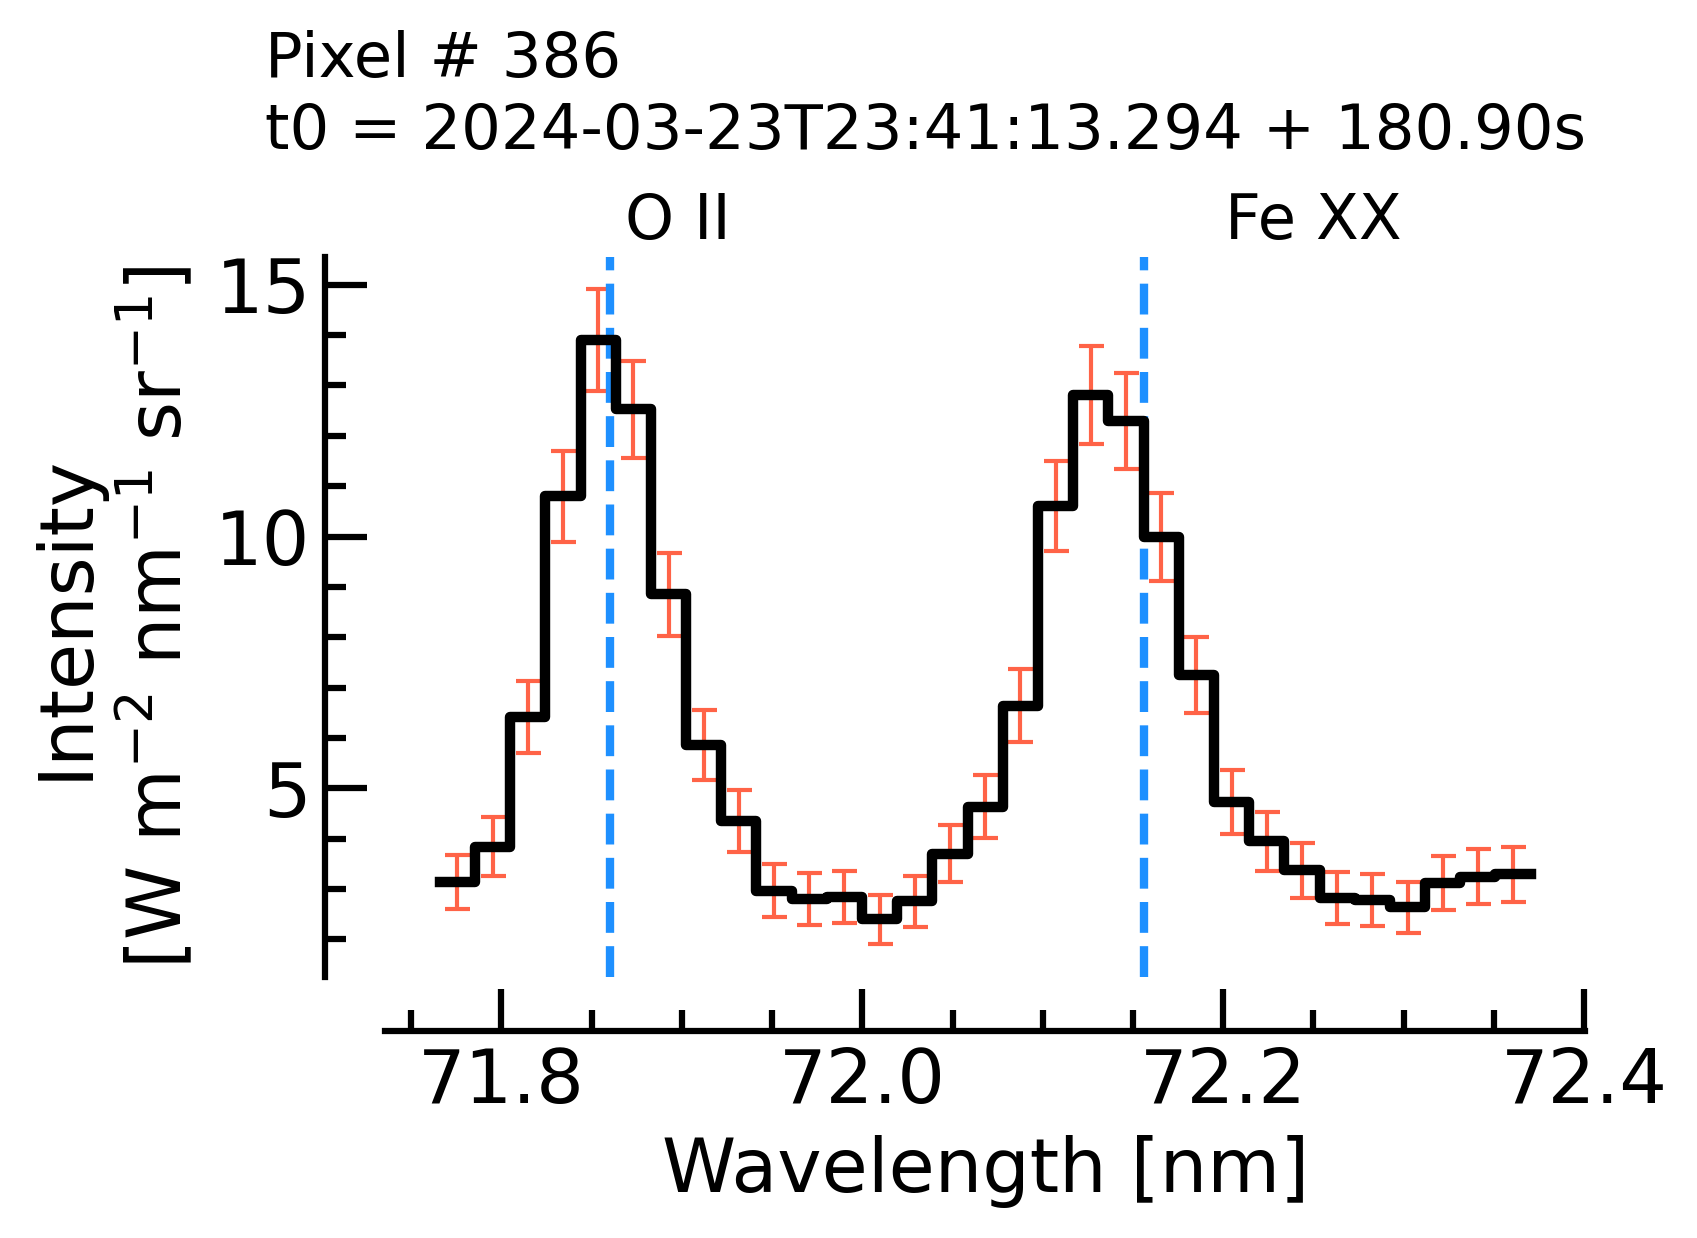 Pixel # 386
t0 = 2024-03-23T23:41:13.294 + 180.90s
O II Fe XX
Intensity
[W m⁻² nm⁻¹ sr⁻¹]
15
10
5
71.8 72.0 72.2 72.4
Wavelength [nm]